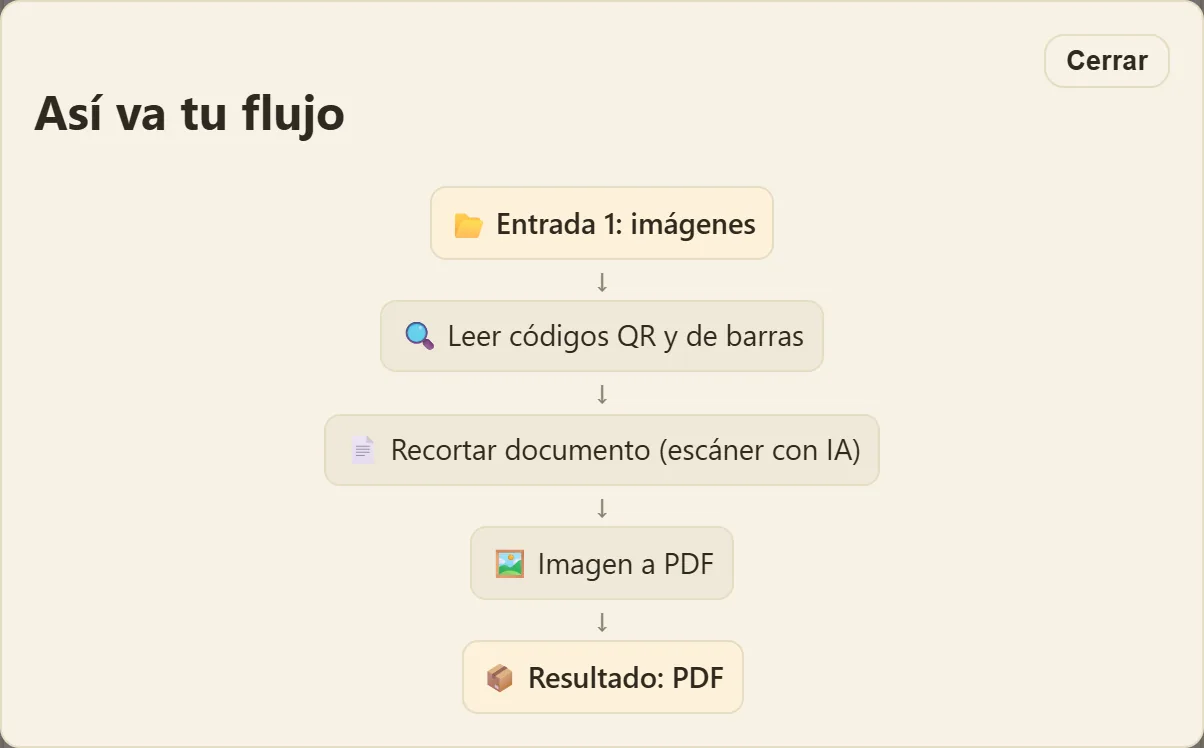 Cerrar
Así va tu flujo
Entrada 1: imágenes
↓
Leer códigos QR y de barras
↓
Recortar documento (escáner con IA)
↓
Imagen a PDF
↓
Resultado: PDF